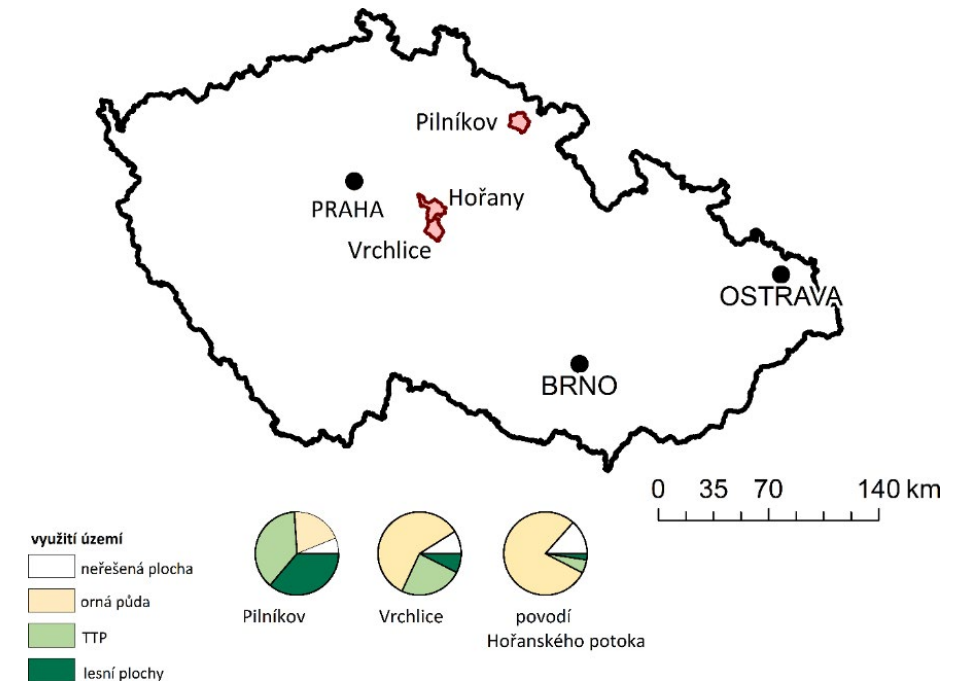 Pilníkov
Hořany
PRAHA
Vrchlice
OSTRAVA
BRNO
0 35 70 140 km
využití území
neřešená plocha
orná půda
TTP
lesní plochy
Pilníkov
Vrchlice
povodí
Hořanského potoka